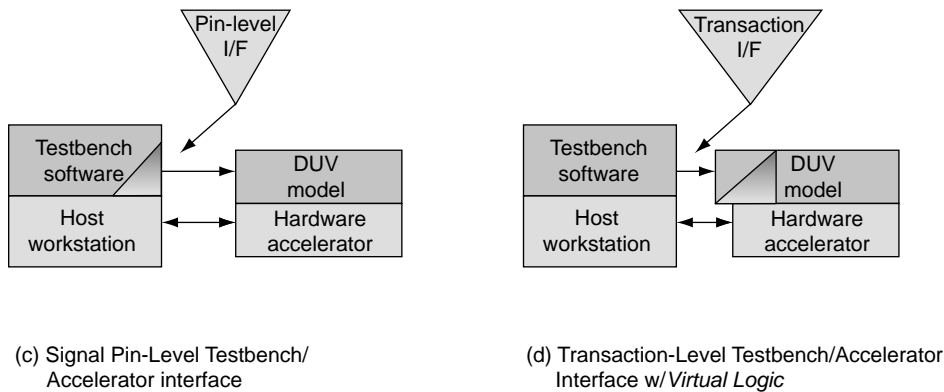 Pin-level
I/F
Testbench
software
DUV
model
Host
workstation
Hardware
accelerator
(c) Signal Pin-Level Testbench/
Accelerator interface
Transaction
I/F
Testbench
software
DUV
model
Host
workstation
Hardware
accelerator
(d) Transaction-Level Testbench/Accelerator
Interface w/Virtual Logic